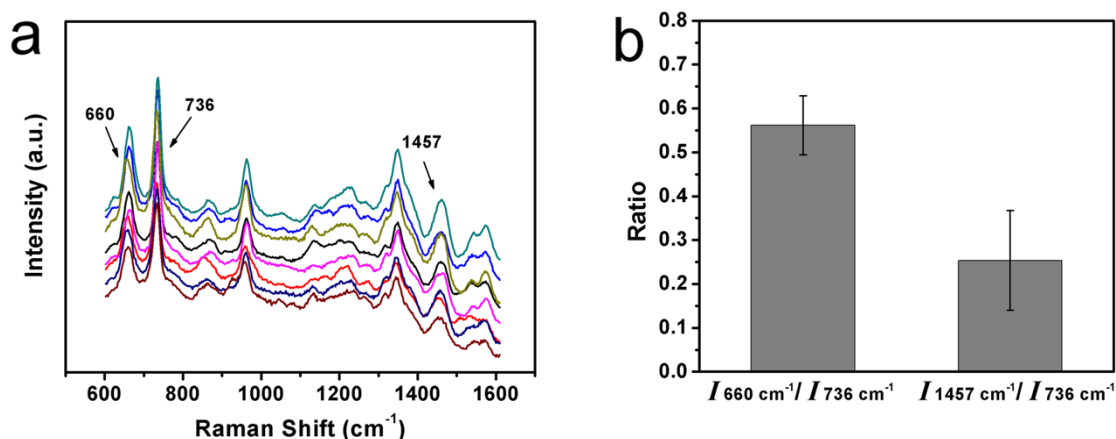 a
Intensity (a.u.)
660
736
1457
600 800 1000 1200 1400 1600
Raman Shift (cm⁻¹)
b
Ratio
0.8
0.7
0.6
0.5
0.4
0.3
0.2
0.1
0.0
I 660 cm⁻¹/ I 736 cm⁻¹
I 1457 cm⁻¹/ I 736 cm⁻¹